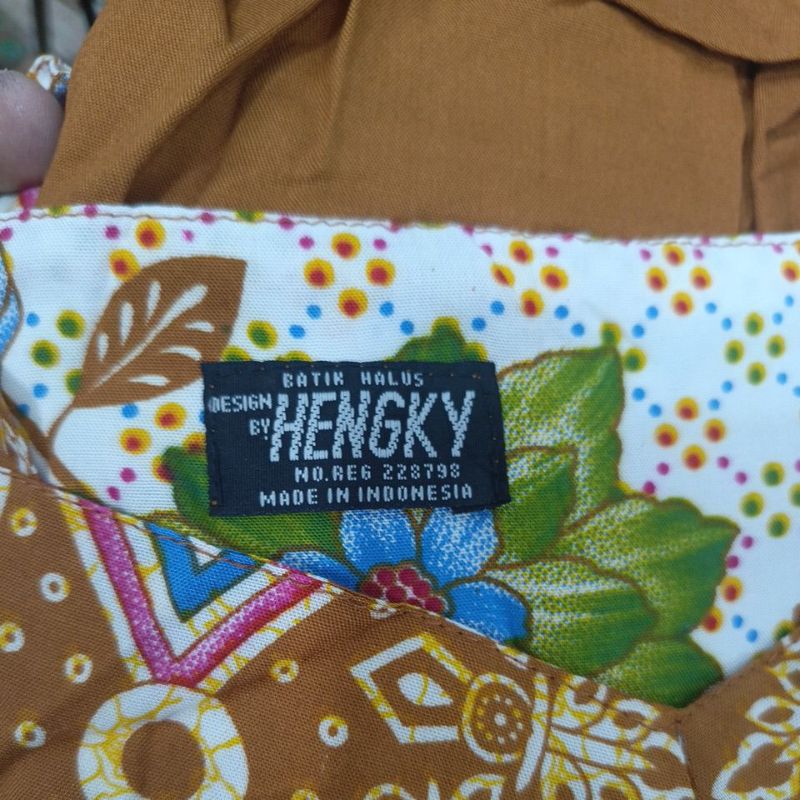 BATIK HALUS
DESIGN BY HENGKY
NO.REG 228798
MADE IN INDONESIA